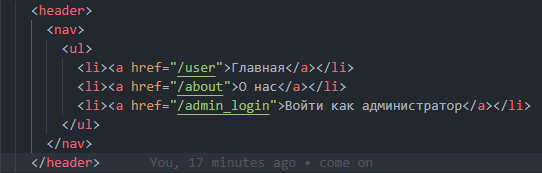 <header>
<nav>
<ul>
<li><a href="/user">Главная</a></li>
<li><a href="/about">О нас</a></li>
<li><a href="/admin_login">Войти как администратор</a></li>
</ul>
</nav>
</header> You, 17 minutes ago • come on